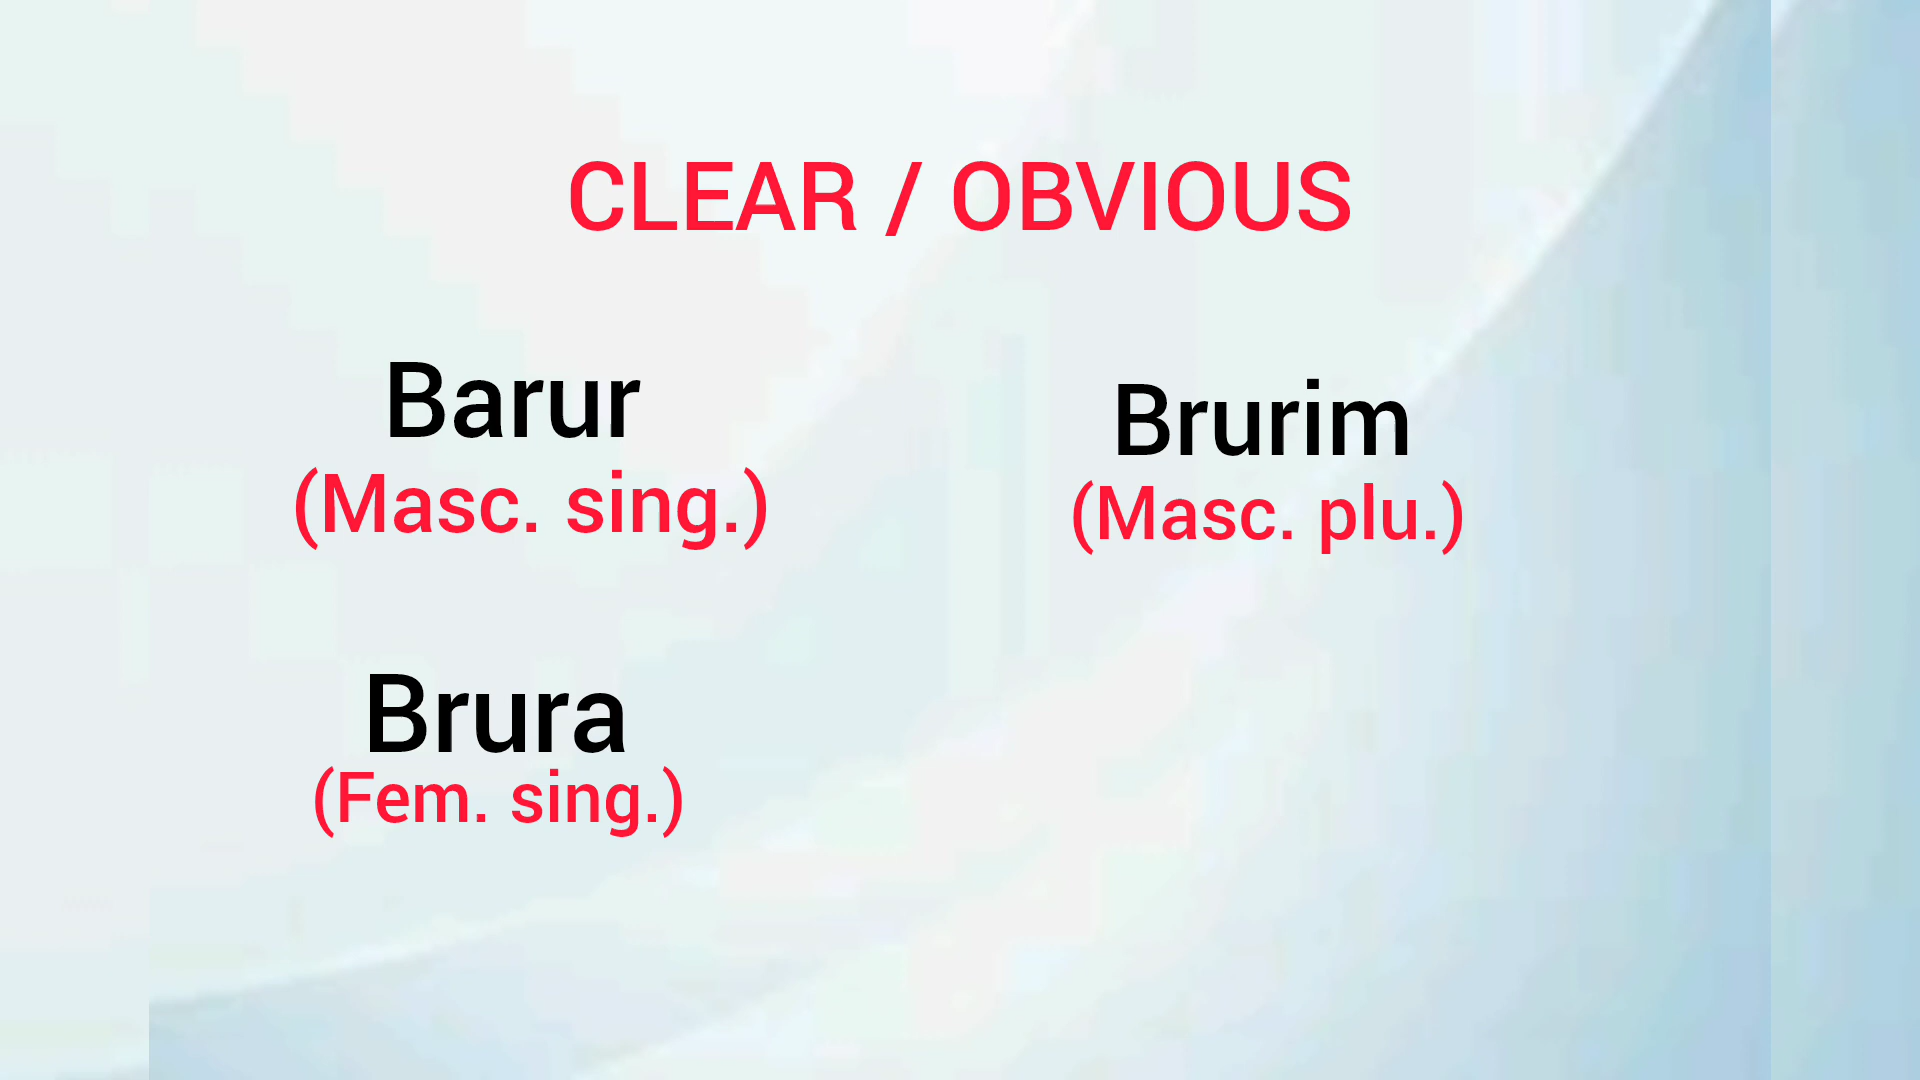 CLEAR / OBVIOUS
Barur
(Masc. sing.)
Brurim
(Masc. plu.)
Brura
(Fem. sing.)